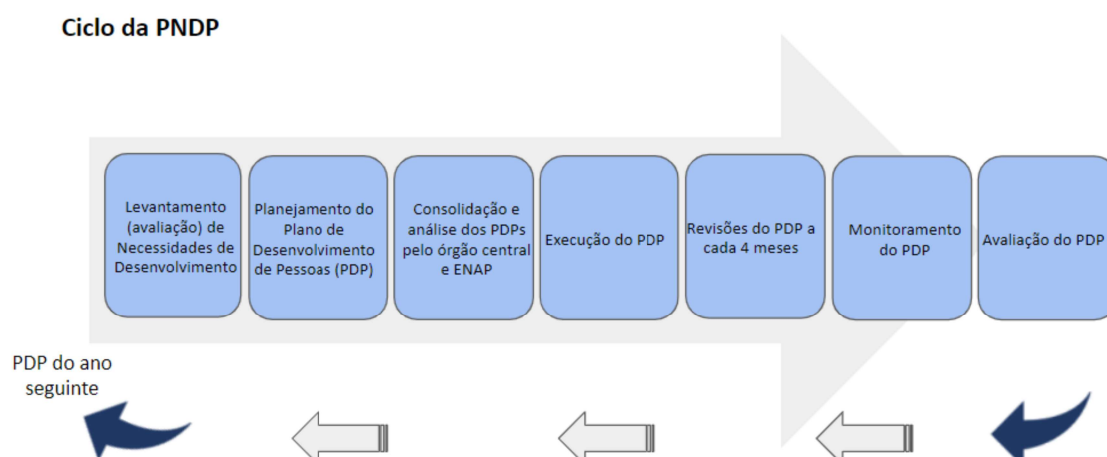 Ciclo da PNDP
Levantamento
(avaliação) de
Necessidades de
Desenvolvimento
Planejamento do
Plano de
Desenvolvimento
de Pessoas (PDP)
Consolidação e
análise dos PDPs
pelo órgão central
e ENAP
Execução do PDP
Revisões do PDP a
cada 4 meses
Monitoramento
do PDP
Avaliação do PDP
PDP do ano
seguinte